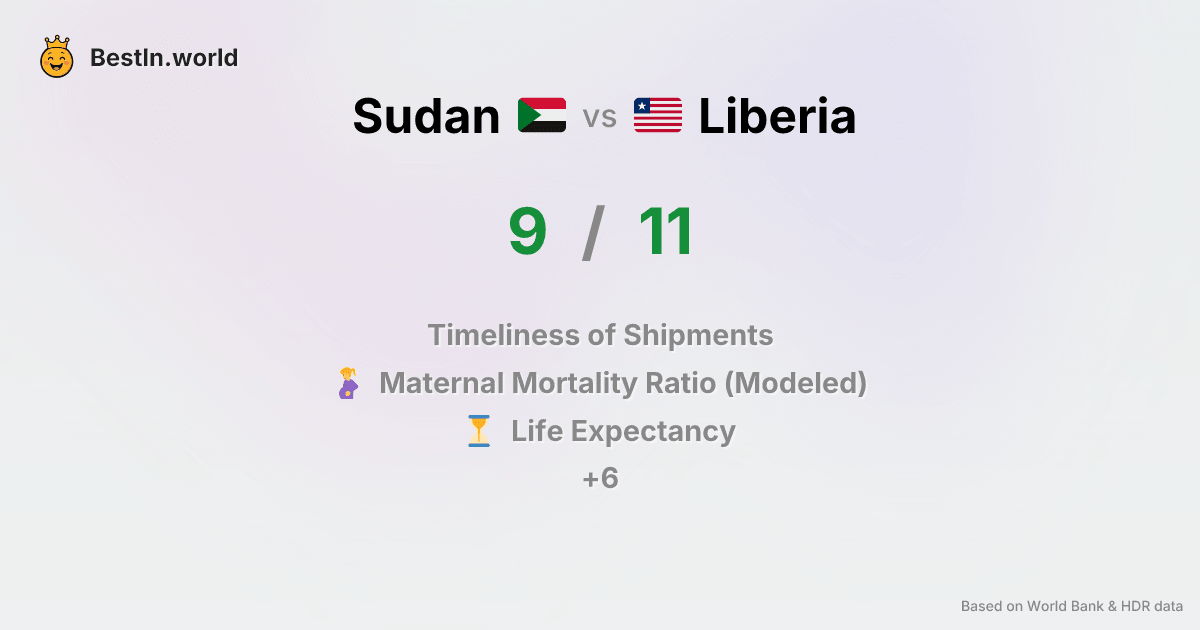 BestIn.world
Sudan vs Liberia
9 / 11
Timeliness of Shipments
Maternal Mortality Ratio (Modeled)
Life Expectancy
+6
Based on World Bank & HDR data